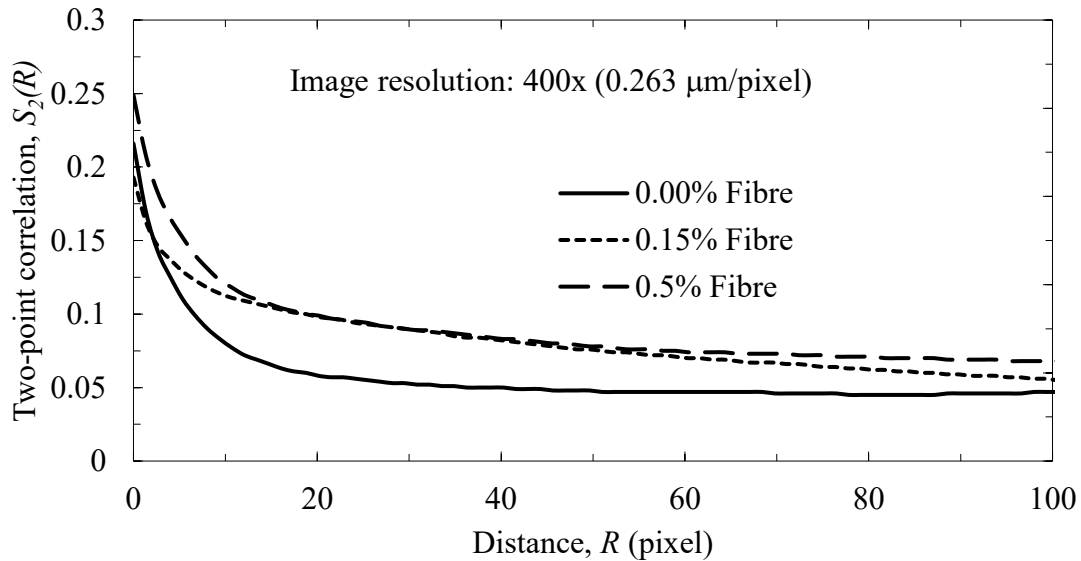 0.3
0.25
0.2
0.15
0.1
0.05
0
Two-point correlation, S2(R)
Image resolution: 400x (0.263 μm/pixel)
0.00% Fibre
0.15% Fibre
0.5% Fibre
0 20 40 60 80 100
Distance, R (pixel)